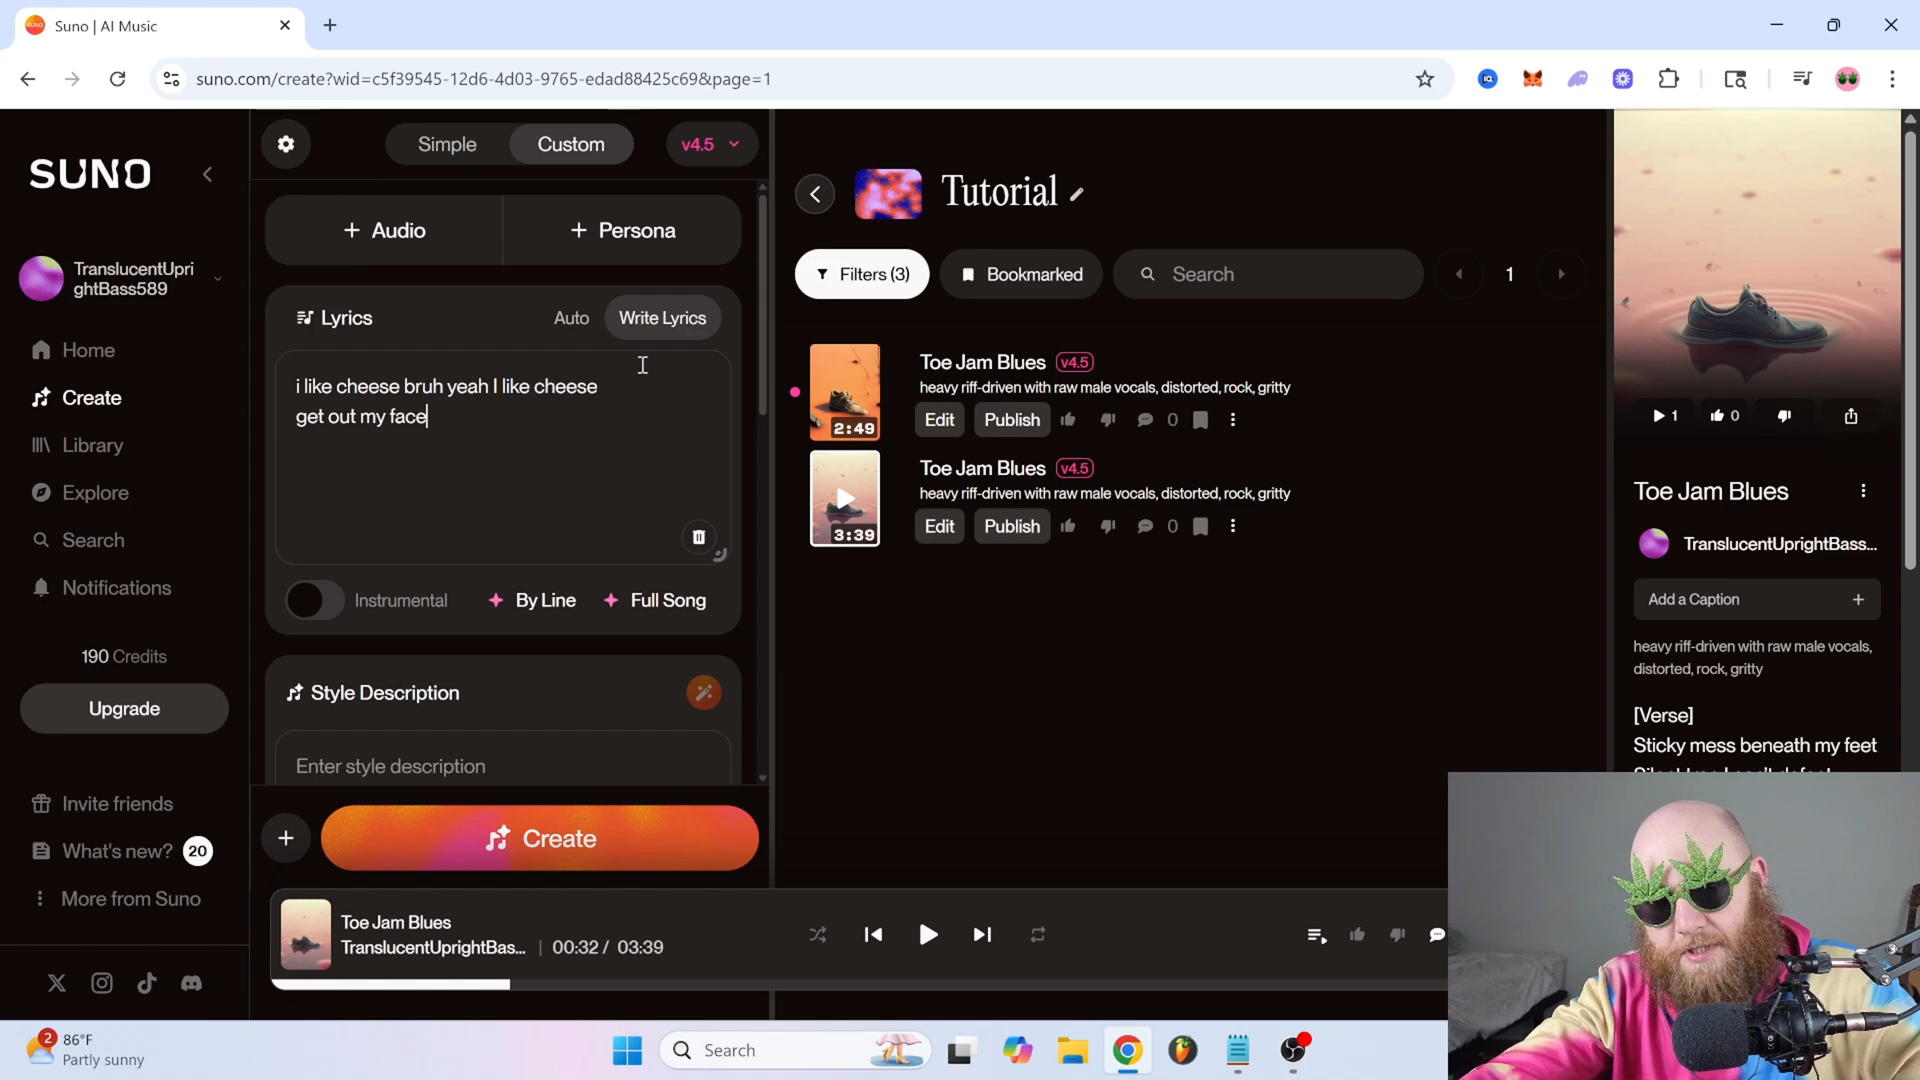 Suno | AI Music
suno.com/create?wid=c5f39545-12d6-4d03-9765-edad88425c69&page=1
SUNO
TranslucentUpri
ghtBass589
Home
Create
Library
Explore
Search
Notifications
190 Credits
Upgrade
Invite friends
What's new? 20
More from Suno
Simple
Custom
v4.5
+ Audio
+ Persona
Lyrics
Auto
Write Lyrics
i like cheese bruh yeah I like cheese
get out my face
Instrumental
By Line
Full Song
Style Description
Enter style description
Create
Tutorial
Filters (3)
Bookmarked
Search
1
Toe Jam Blues v4.5
heavy riff-driven with raw male vocals, distorted, rock, gritty
2:49
Edit
Publish
0
Toe Jam Blues v4.5
heavy riff-driven with raw male vocals, distorted, rock, gritty
3:39
Edit
Publish
0
1
0
Toe Jam Blues
TranslucentUprightBass...
Add a Caption
heavy riff-driven with raw male vocals,
distorted, rock, gritty
[Verse]
Sticky mess beneath my feet
Toe Jam Blues
TranslucentUprightBas... | 00:32 / 03:39
2
86°F
Partly sunny
Search